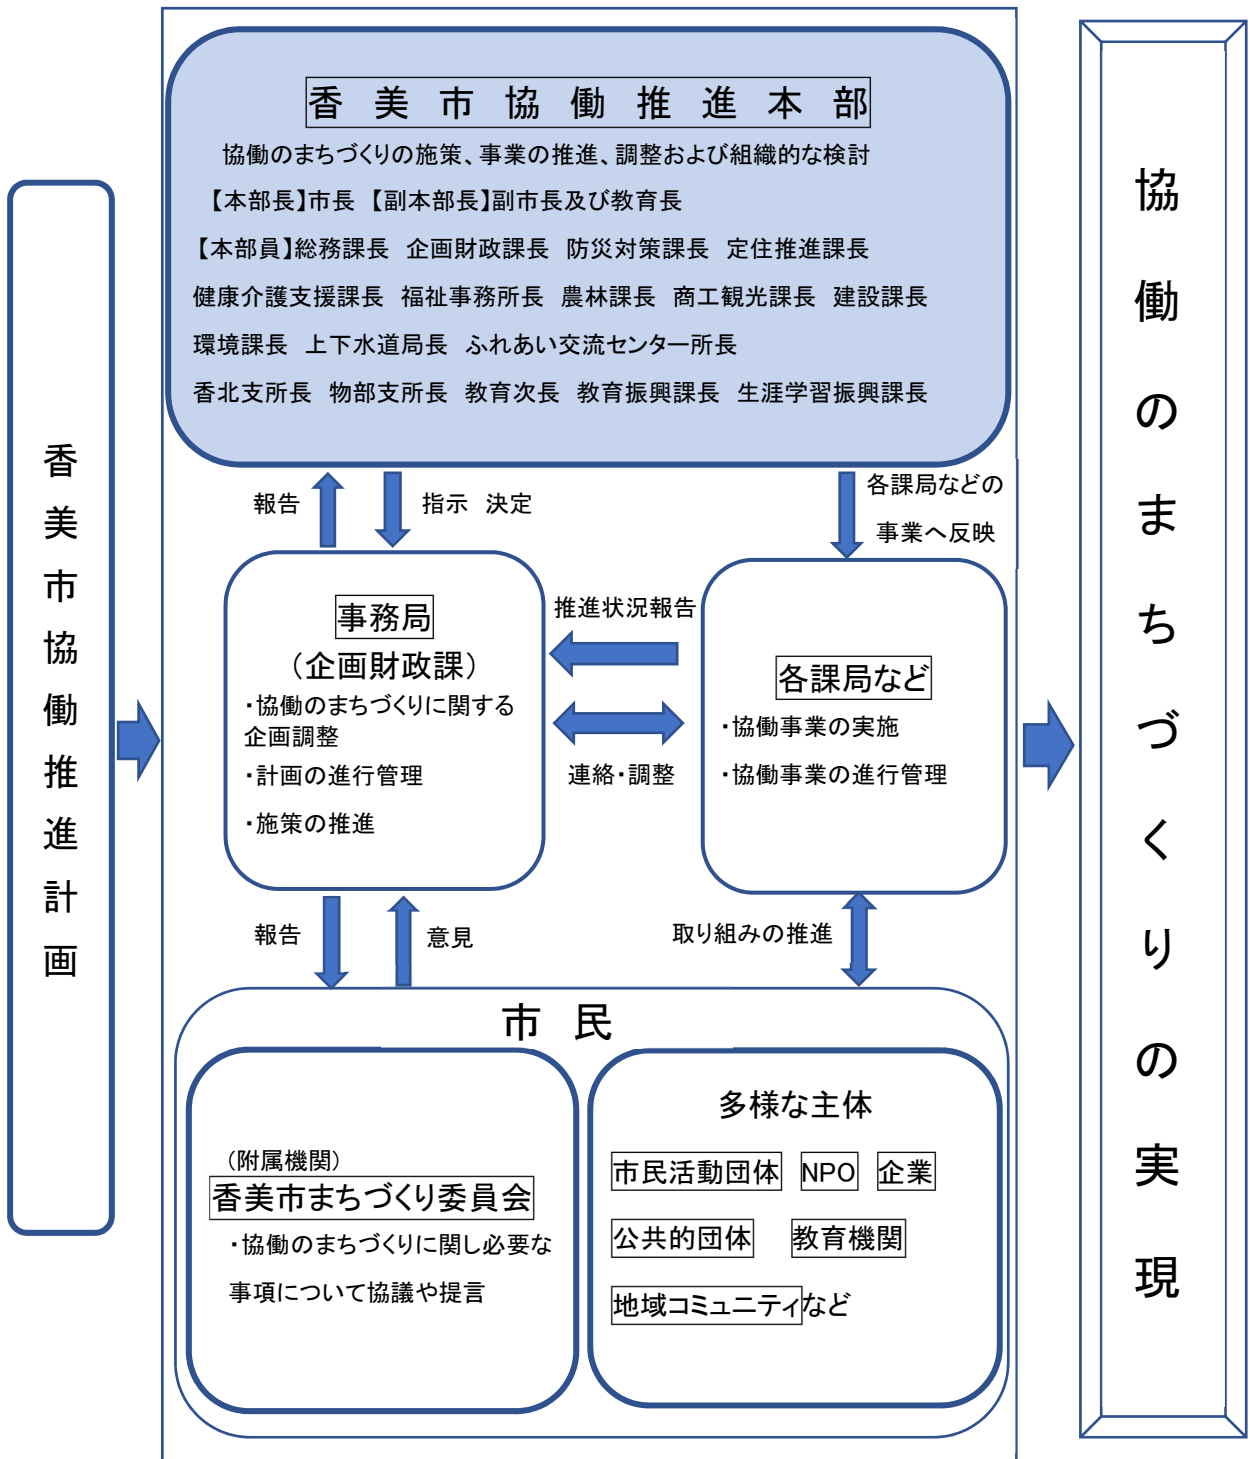 香美市協働推進計画
香美市協働推進本部
協働のまちづくりの施策、事業の推進、調整および組織的な検討
【本部長】市長 【副本部長】副市長及び教育長
【本部員】総務課長 企画財政課長 防災対策課長 定住推進課長
健康介護支援課長 福祉事務所長 農林課長 商工観光課長 建設課長
環境課長 上下水道局長 ふれあい交流センター所長
香北支所長 物部支所長 教育次長 教育振興課長 生涯学習振興課長
報告
指示 決定
各課局などの
事業へ反映
事務局
（企画財政課）
・協働のまちづくりに関する
企画調整
・計画の進行管理
・施策の推進
推進状況報告
連絡・調整
各課局など
・協働事業の実施
・協働事業の進行管理
報告
意見
取り組みの推進
市 民
（附属機関）
香美市まちづくり委員会
・協働のまちづくりに関し必要な
事項について協議や提言
多様な主体
市民活動団体 NPO 企業
公共的団体 教育機関
地域コミュニティなど
協働のまちづくりの実現